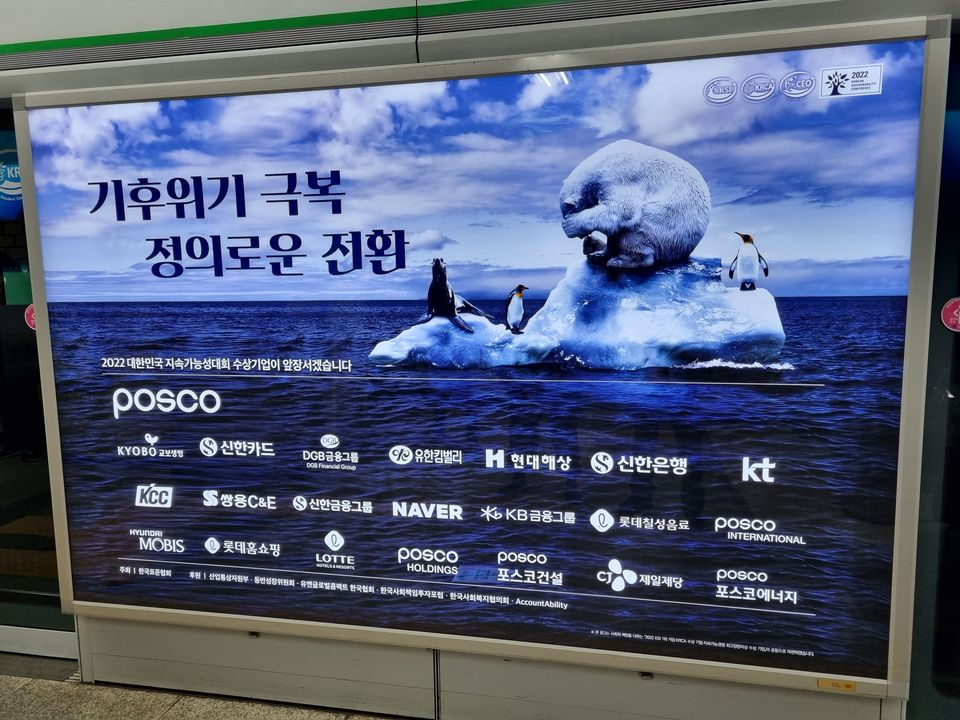 KSI KRCA CEO 2022
KOREAN
SUSTAINABILITY
CONFERENCE
기후위기 극복
정의로운 전환
2022 대한민국 지속가능성대회 수상기업이 앞장서겠습니다
posco
KYOBO 교보생명 신한카드 DGB DGB금융그룹 DGB Financial Group 유한킴벌리 현대해상 신한은행 kt
KCC 쌍용C&E 신한금융그룹 NAVER KB금융그룹 롯데칠성음료 posco INTERNATIONAL
HYUNDAI MOBIS 롯데홈쇼핑 LOTTE HOTELS & RESORTS posco HOLDINGS posco 포스코건설 CJ 제일제당 posco 포스코에너지
주최 | 한국표준협회 후원 | 산업통상자원부 · 동반성장위원회 · 유엔글로벌콤팩트 한국협회 · 한국사회책임투자포럼 · 한국사회복지협의회 · AccountAbility
KR